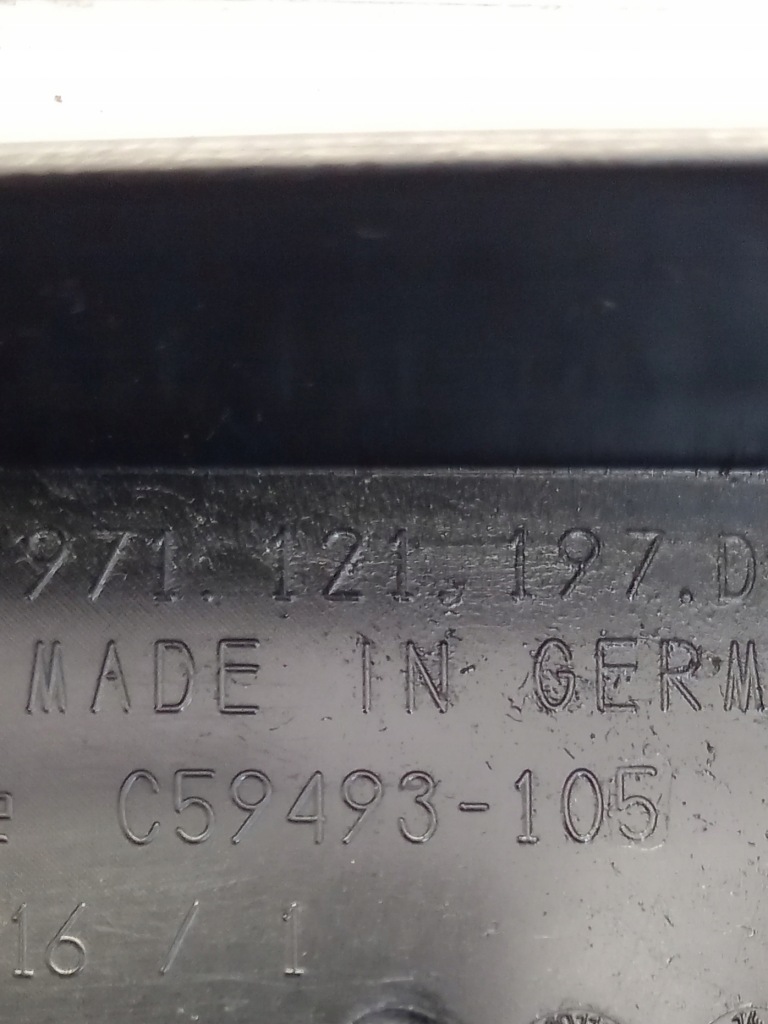 971.121.197.D
MADE IN GERM
e C59493-105
16 / 1